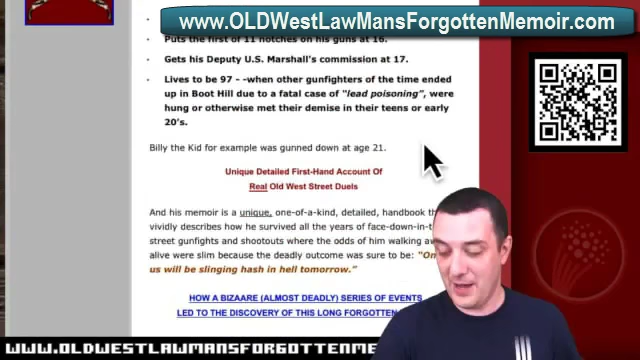 www.OLDWestLawMansForgottenMemoir.com
Puts the first of 11 notches on his guns at 16.
Gets his Deputy U.S. Marshall's commission at 17.
Lives to be 97 - -when other gunfighters of the time ended
up in Boot Hill due to a fatal case of "lead poisoning", were
hung or otherwise met their demise in their teens or early
20's.
Billy the Kid for example was gunned down at age 21.
Unique Detailed First-Hand Account Of
Real Old West Street Duels
And his memoir is a unique, one-of-a-kind, detailed, handbook
vividly describes how he survived all the years of face-down-in-
street gunfights and shootouts where the odds of him walking
alive were slim because the deadly outcome was sure to be:
us will be slinging hash in hell tomorrow."
HOW A BIZAARE (ALMOST DEADLY) SERIES OF EVENTS
LED TO THE DISCOVERY OF THIS LONG FORGOTTEN
WWW.OLDWESTLAWMANSFORGOTTENME